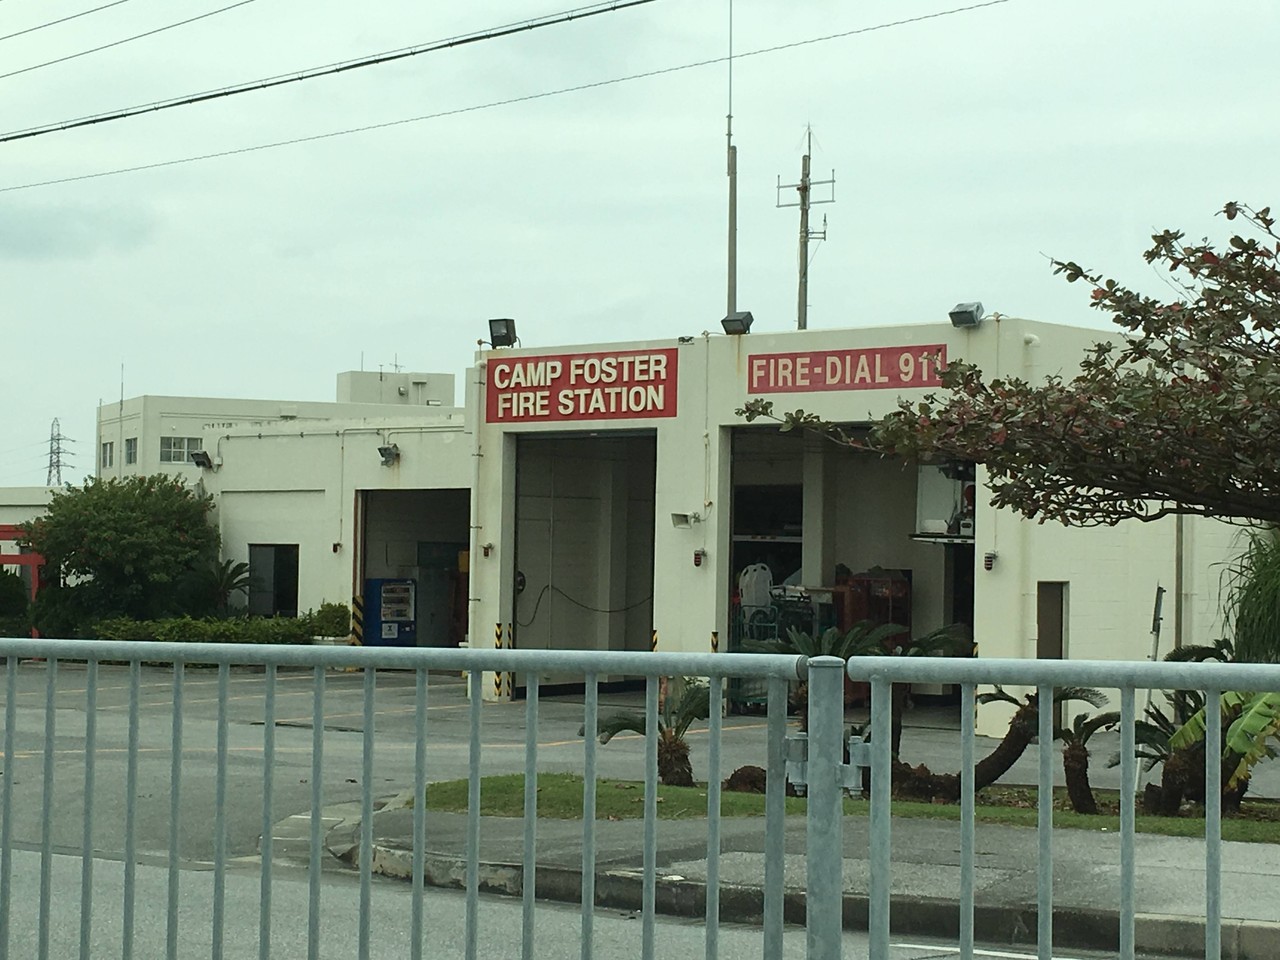 CAMP FOSTER
FIRE STATION
FIRE-DIAL 911